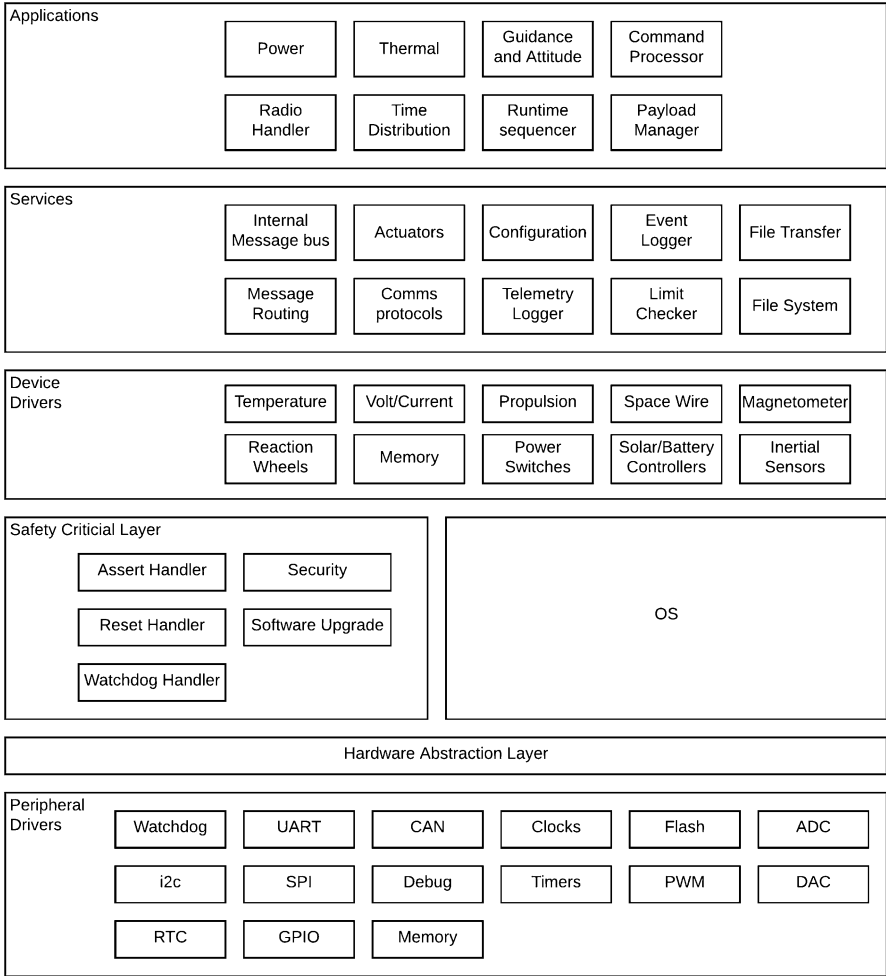 Applications
Power
Thermal
Guidance
and Attitude
Command
Processor
Radio
Handler
Time
Distribution
Runtime
sequencer
Payload
Manager
Services
Internal
Message bus
Actuators
Configuration
Event
Logger
File Transfer
Message
Routing
Comms
protocols
Telemetry
Logger
Limit
Checker
File System
Device
Drivers
Temperature
Volt/Current
Propulsion
Space Wire
Magnetometer
Reaction
Wheels
Memory
Power
Switches
Solar/Battery
Controllers
Inertial
Sensors
Safety Criticial Layer
Assert Handler
Security
Reset Handler
Software Upgrade
Watchdog Handler
OS
Hardware Abstraction Layer
Peripheral
Drivers
Watchdog
UART
CAN
Clocks
Flash
ADC
i2c
SPI
Debug
Timers
PWM
DAC
RTC
GPIO
Memory